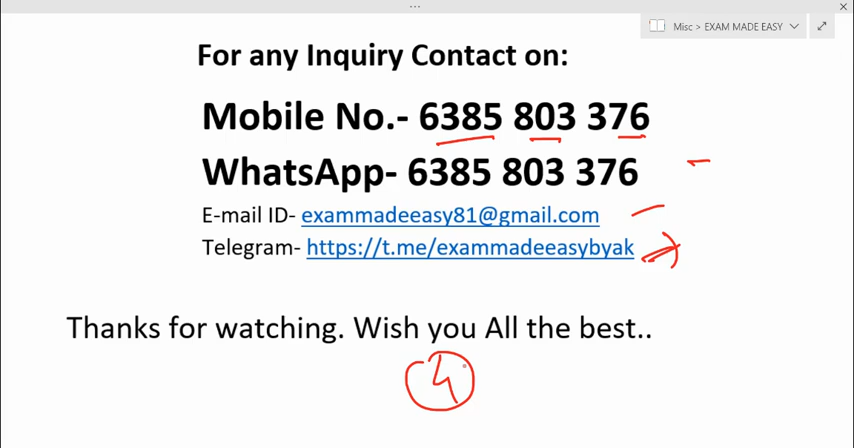 Misc > EXAM MADE EASY
For any Inquiry Contact on:
Mobile No.- 6385 803 376
WhatsApp- 6385 803 376
E-mail ID- exammadeeasy81@gmail.com
Telegram- https://t.me/exammadeeasybyak
Thanks for watching. Wish you All the best..
4